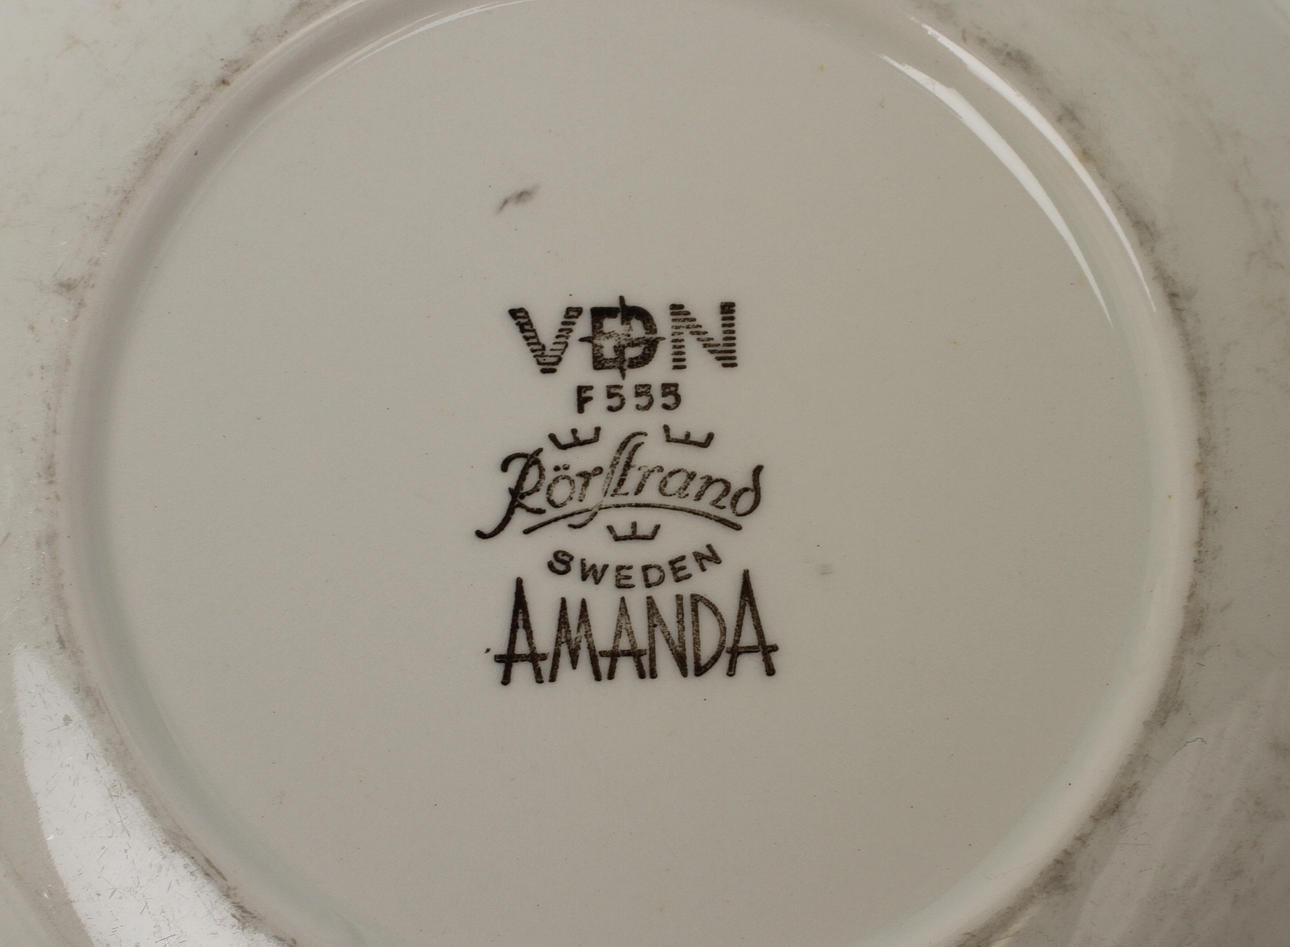 VDN
F555
Rörstrand
SWEDEN
AMANDA